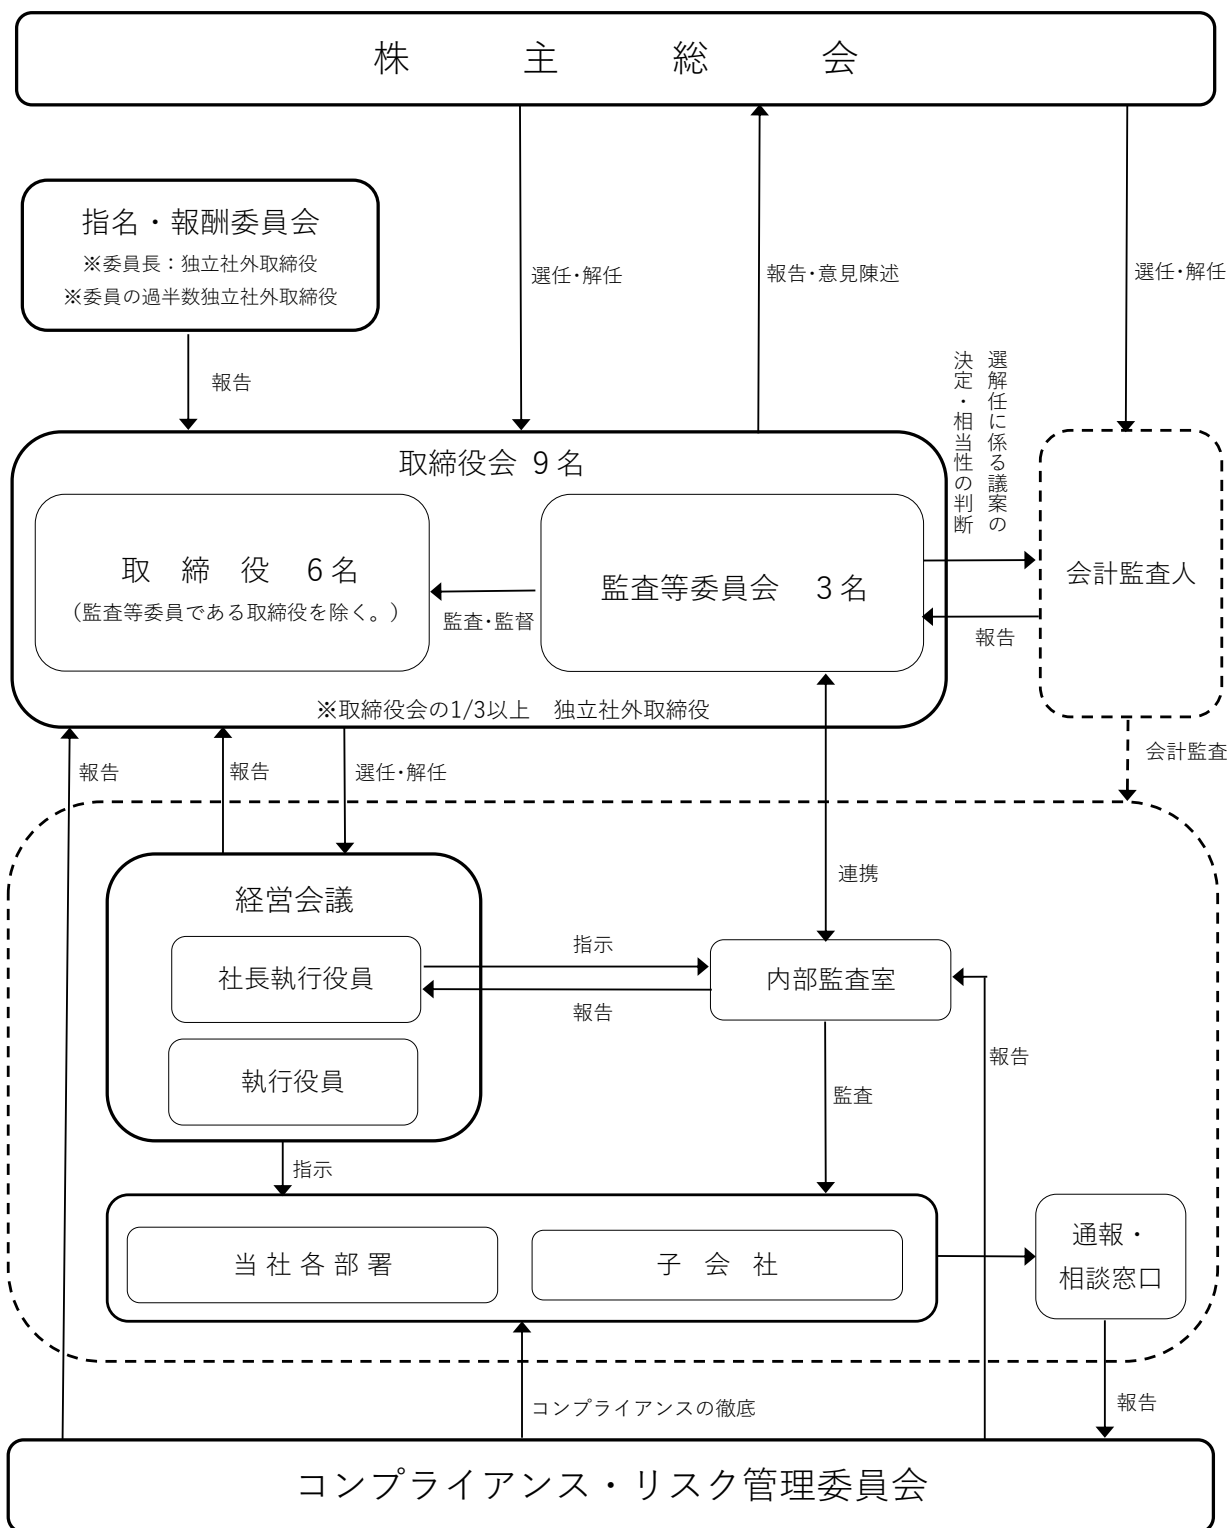 株主総会
指名・報酬委員会
※委員長：独立社外取締役
※委員の過半数独立社外取締役
選任・解任
報告・意見陳述
選任・解任
報告
選解任に係る議案の
決定・相当性の判断
取締役会 9名
取締役 6名
（監査等委員である取締役を除く。）
監査・監督
監査等委員会 3名
会計監査人
報告
※取締役会の1/3以上 独立社外取締役
報告
報告
選任・解任
会計監査
連携
経営会議
社長執行役員
指示
内部監査室
報告
執行役員
報告
監査
指示
当社各部署
子会社
通報・
相談窓口
コンプライアンスの徹底
報告
コンプライアンス・リスク管理委員会